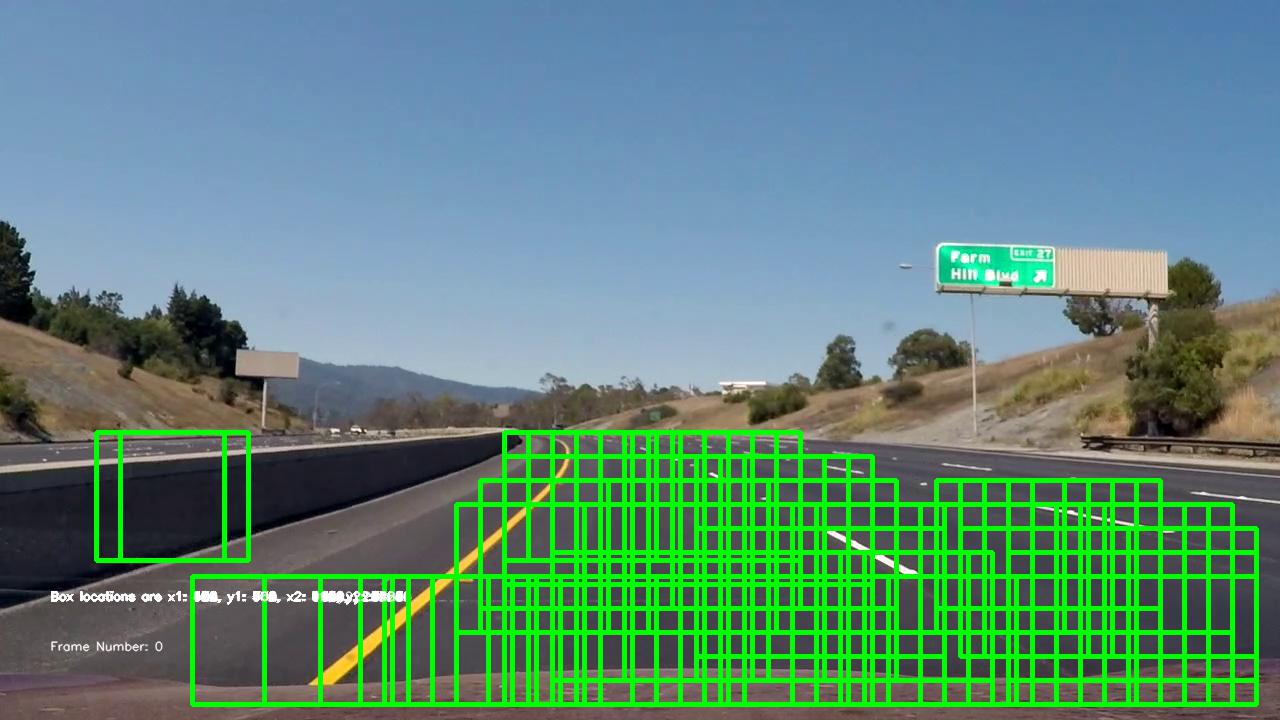 EXIT 27
Farm
Hill Blvd
Box locations are x1: , y1: , x2:
Frame Number: 0